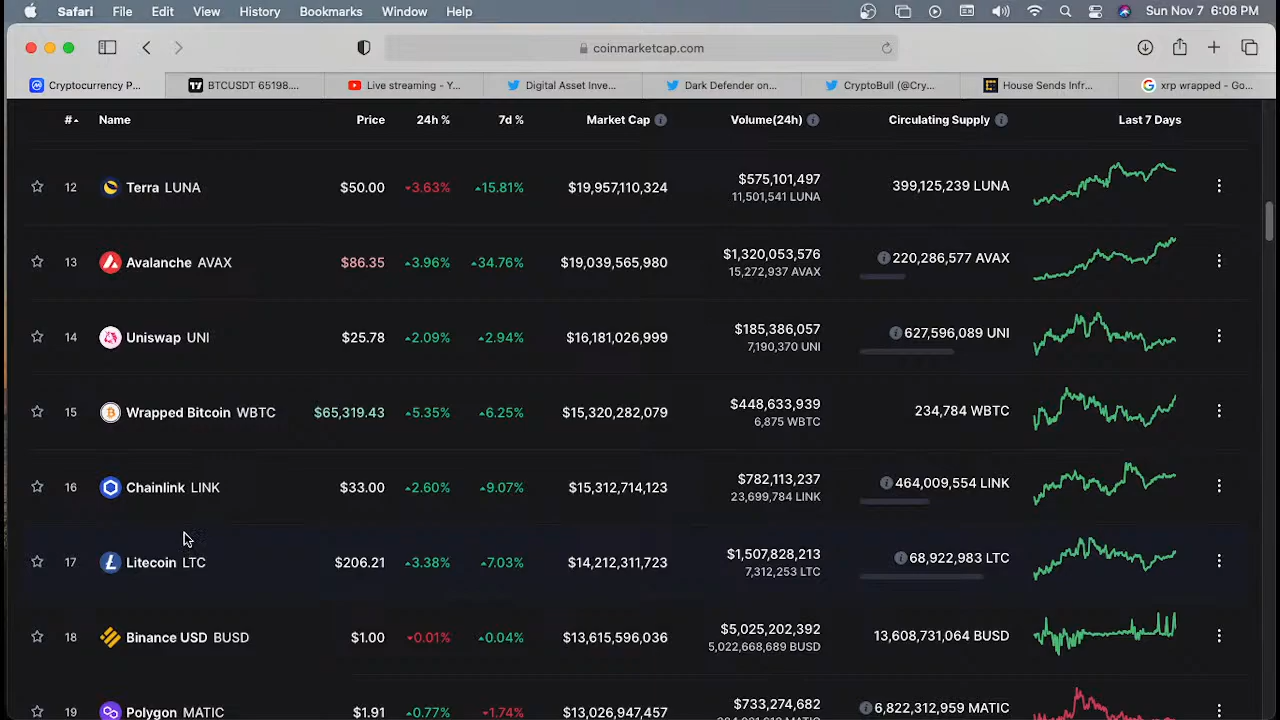 Safari File Edit View History Bookmarks Window Help Sun Nov 7 6:08 PM
coinmarketcap.com
Cryptocurrency P... BTCUSDT 65198.... Live streaming - Y... Digital Asset Inve... Dark Defender on... CryptoBull (@Cry... House Sends Infr... xrp wrapped - Go...
# Name Price 24h % 7d % Market Cap Volume(24h) Circulating Supply Last 7 Days
12 Terra LUNA $50.00 3.63% 15.81% $19,957,110,324 $575,101,497 399,125,239 LUNA
11,501,541 LUNA
13 Avalanche AVAX $86.35 3.96% 34.76% $19,039,565,980 $1,320,053,576 220,286,577 AVAX
15,272,937 AVAX
14 Uniswap UNI $25.78 2.09% 2.94% $16,181,026,999 $185,386,057 627,596,089 UNI
7,190,370 UNI
15 Wrapped Bitcoin WBTC $65,319.43 5.35% 6.25% $15,320,282,079 $448,633,939 234,784 WBTC
6,875 WBTC
16 Chainlink LINK $33.00 2.60% 9.07% $15,312,714,123 $782,113,237 464,009,554 LINK
23,699,784 LINK
17 Litecoin LTC $206.21 3.38% 7.03% $14,212,311,723 $1,507,828,213 68,922,983 LTC
7,312,253 LTC
18 Binance USD BUSD $1.00 0.01% 0.04% $13,615,596,036 $5,025,202,392 13,608,731,064 BUSD
5,022,668,689 BUSD
19 Polygon MATIC $1.91 0.77% 1.74% $13,026,947,457 $733,274,682 6,822,312,959 MATIC